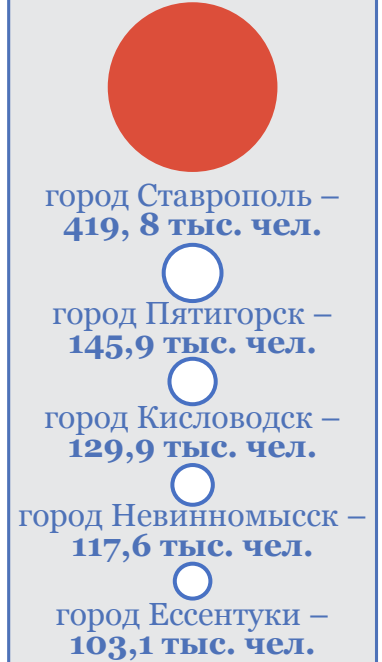 город Ставрополь –
419, 8 тыс. чел.
город Пятигорск –
145,9 тыс. чел.
город Кисловодск –
129,9 тыс. чел.
город Невинномысск –
117,6 тыс. чел.
город Ессентуки –
103,1 тыс. чел.